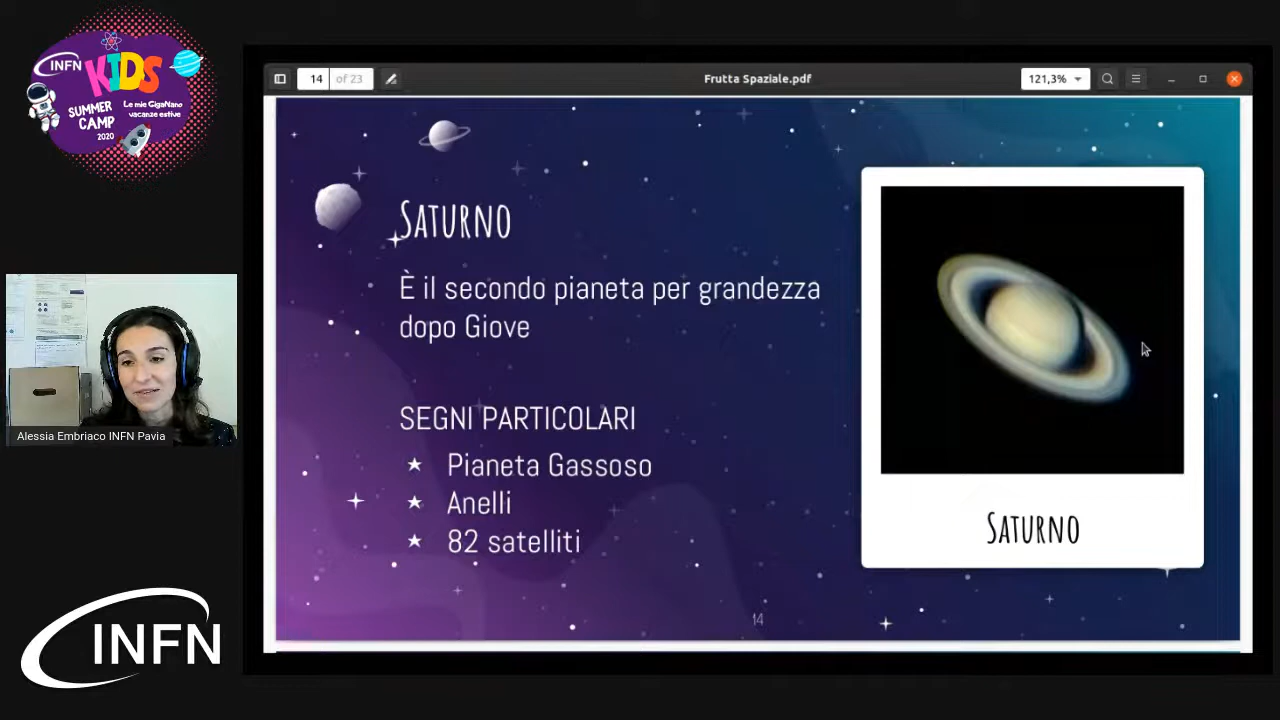 INFN
KIDS
SUMMER
CAMP
2020
Le mie GigaNano
vacanze estive
14 of 23
Frutta Spaziale.pdf
121,3%
SATURNO
È il secondo pianeta per grandezza
dopo Giove
SEGNI PARTICOLARI
★ Pianeta Gassoso
★ Anelli
★ 82 satelliti
SATURNO
14
Alessia Embriaco INFN Pavia
INFN